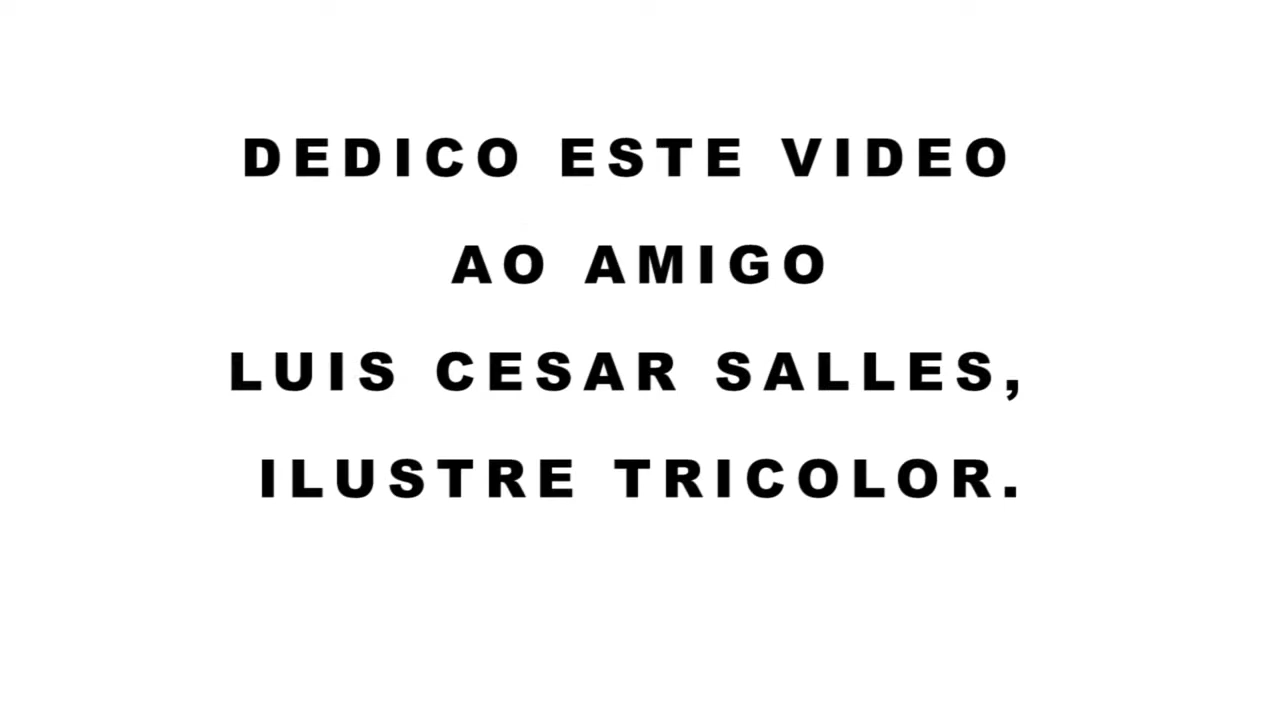 DEDICO ESTE VIDEO
AO AMIGO
LUIS CESAR SALLES,
ILUSTRE TRICOLOR.